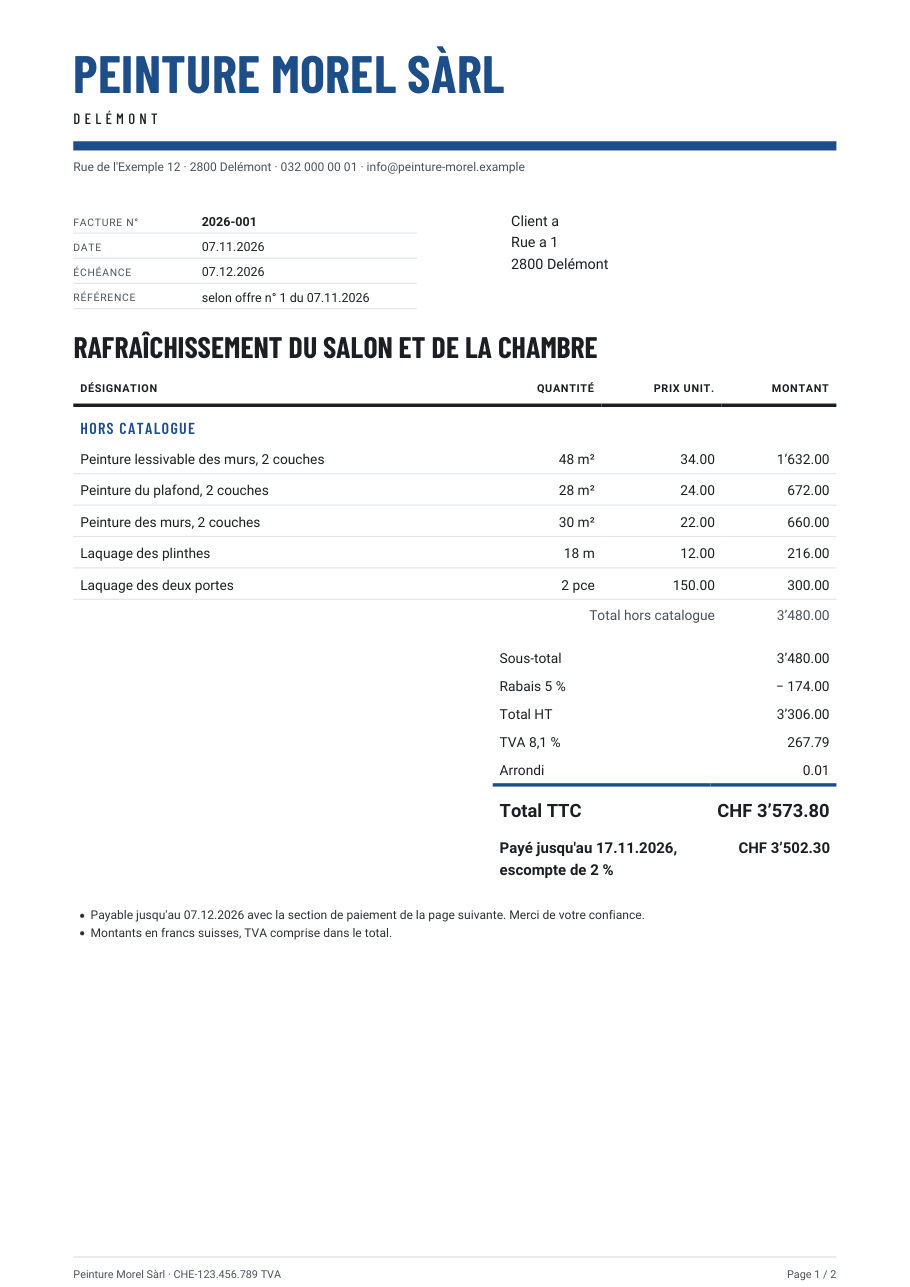 PEINTURE MOREL SÀRL
DELÉMONT
Rue de l'Exemple 12 · 2800 Delémont · 032 000 00 01 · info@peinture-morel.example
FACTURE N° 2026-001
DATE 07.11.2026
ÉCHÉANCE 07.12.2026
RÉFÉRENCE selon offre n° 1 du 07.11.2026
Client a
Rue a 1
2800 Delémont
RAFRAÎCHISSEMENT DU SALON ET DE LA CHAMBRE
DÉSIGNATION QUANTITÉ PRIX UNIT. MONTANT
HORS CATALOGUE
Peinture lessivable des murs, 2 couches 48 m² 34.00 1’632.00
Peinture du plafond, 2 couches 28 m² 24.00 672.00
Peinture des murs, 2 couches 30 m² 22.00 660.00
Laquage des plinthes 18 m 12.00 216.00
Laquage des deux portes 2 pce 150.00 300.00
Total hors catalogue 3’480.00
Sous-total 3’480.00
Rabais 5 % − 174.00
Total HT 3’306.00
TVA 8,1 % 267.79
Arrondi 0.01
Total TTC CHF 3’573.80
Payé jusqu'au 17.11.2026, CHF 3’502.30
escompte de 2 %
• Payable jusqu'au 07.12.2026 avec la section de paiement de la page suivante. Merci de votre confiance.
• Montants en francs suisses, TVA comprise dans le total.
Peinture Morel Sàrl · CHE-123.456.789 TVA Page 1 / 2